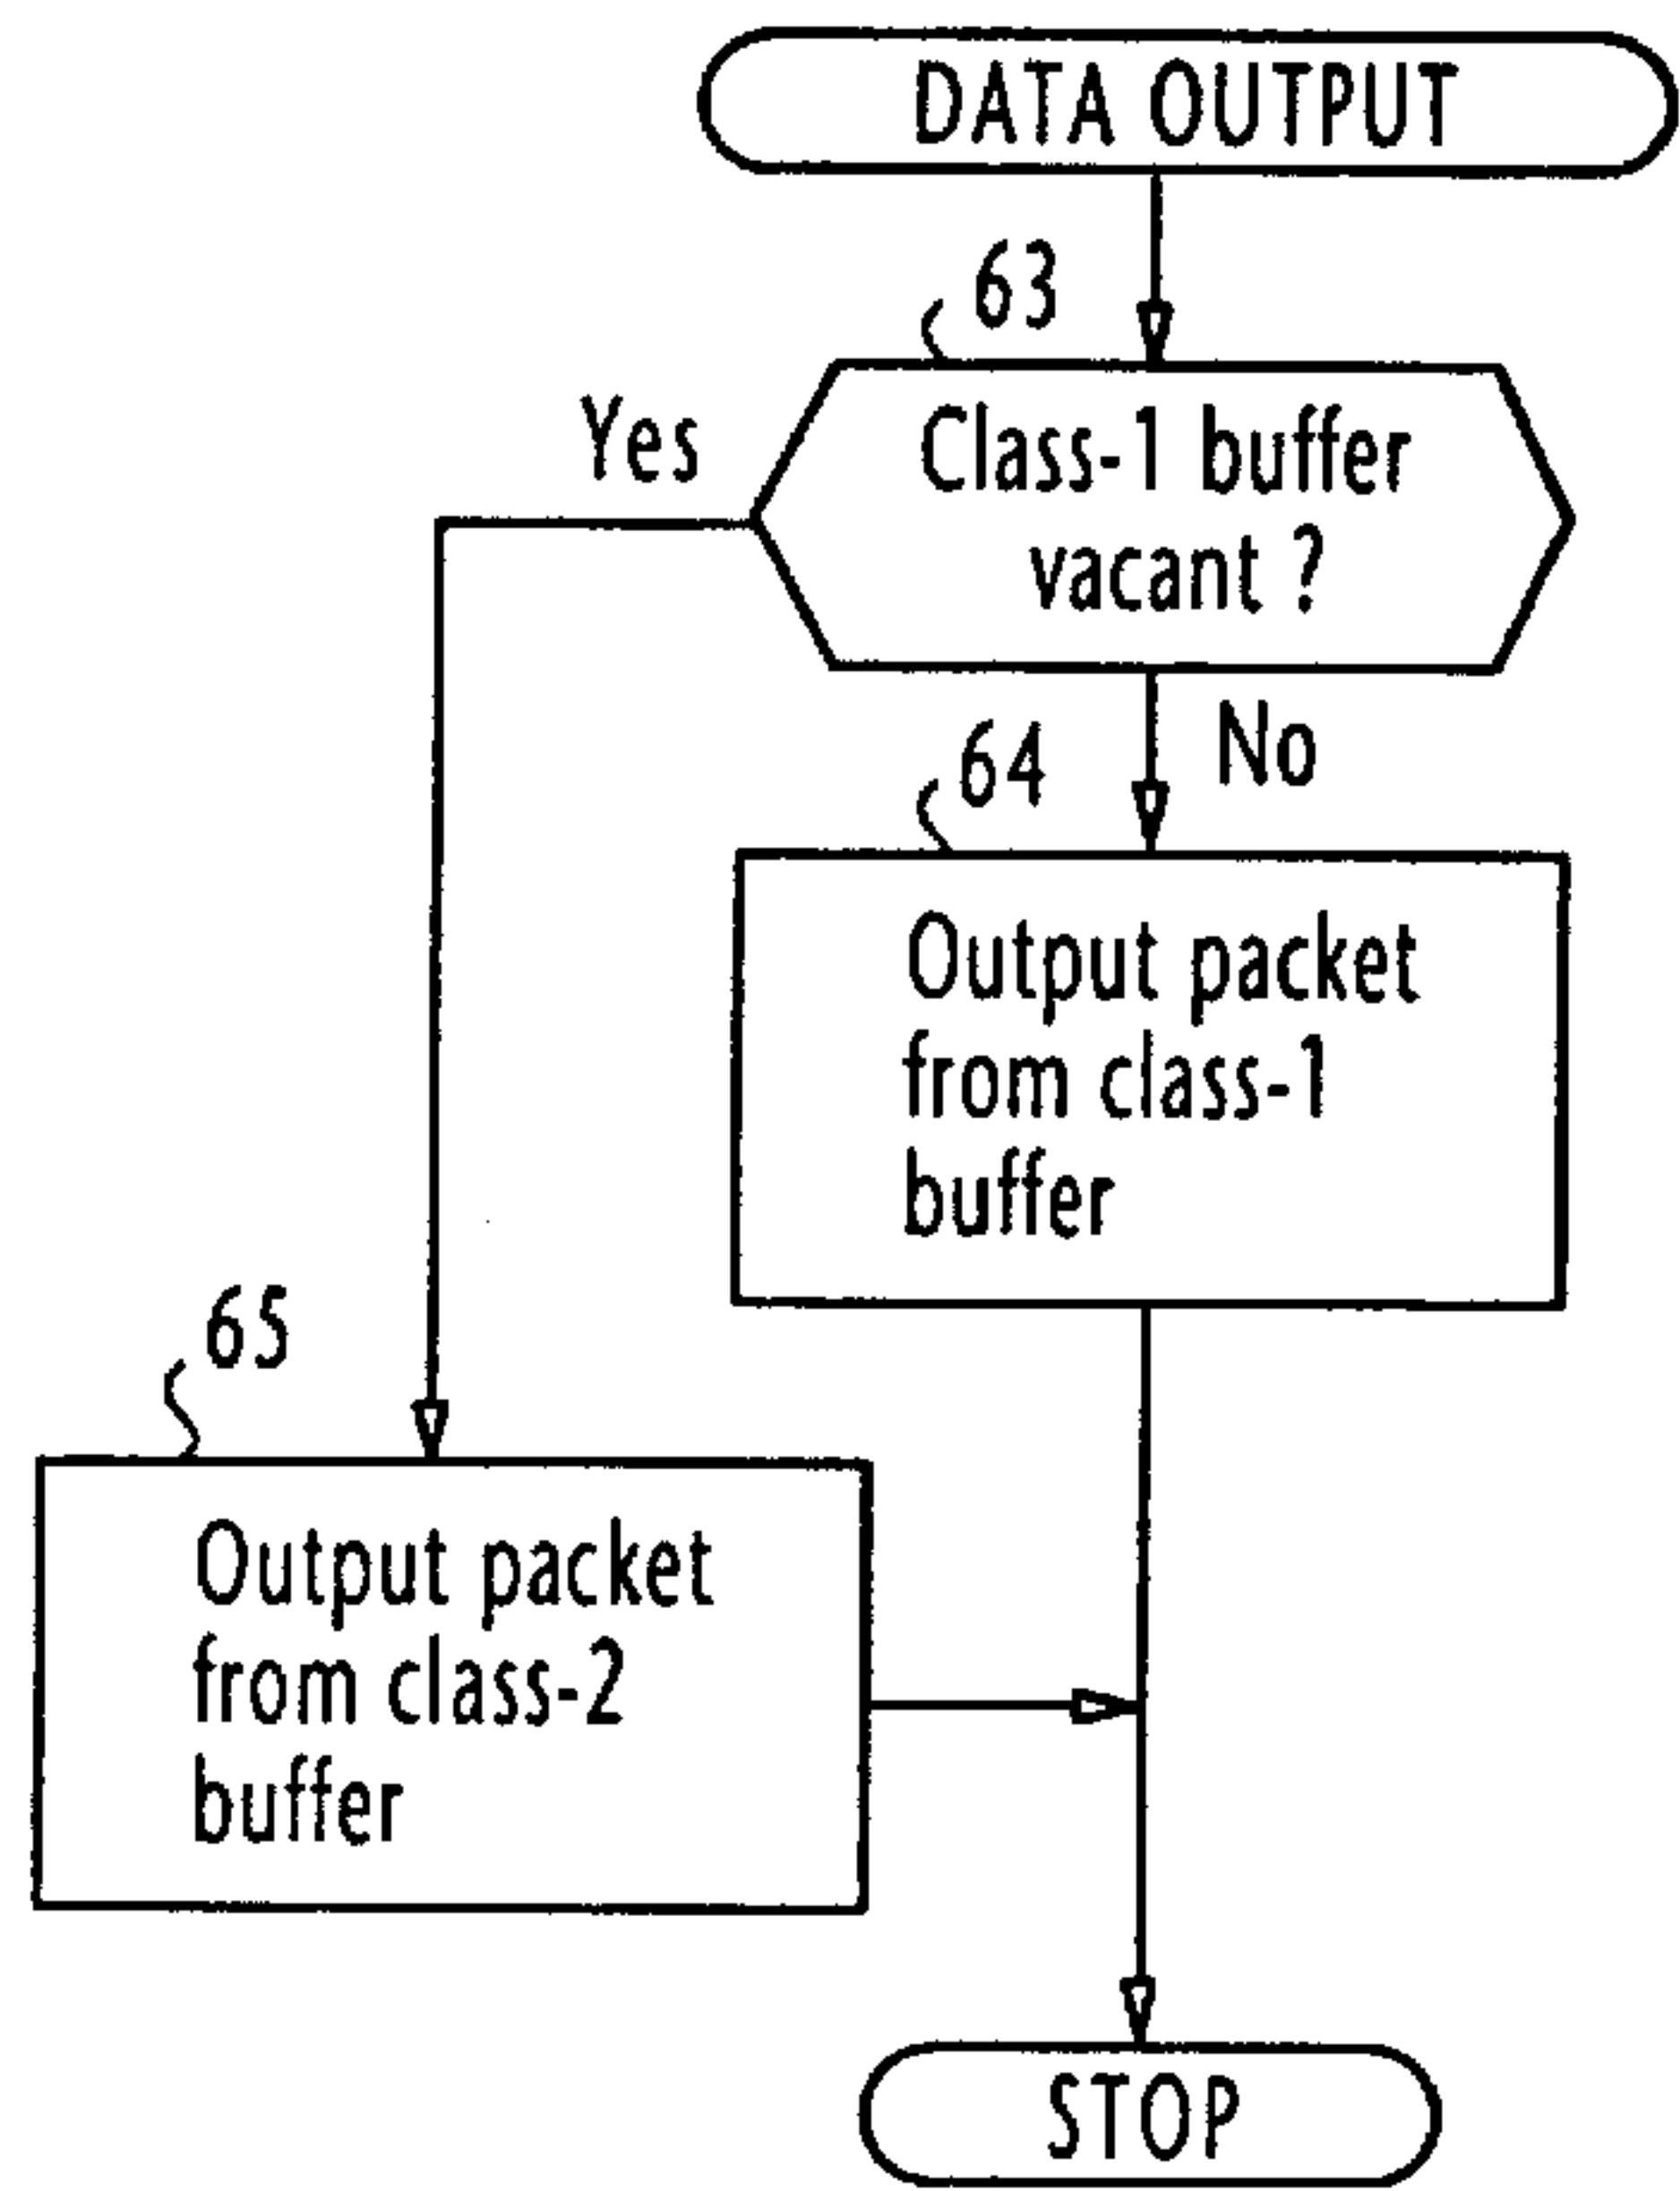 DATA OUTPUT
63
Yes
Class-1 buffer
vacant ?
No
64
Output packet
from class-1
buffer
65
Output packet
from class-2
buffer
STOP